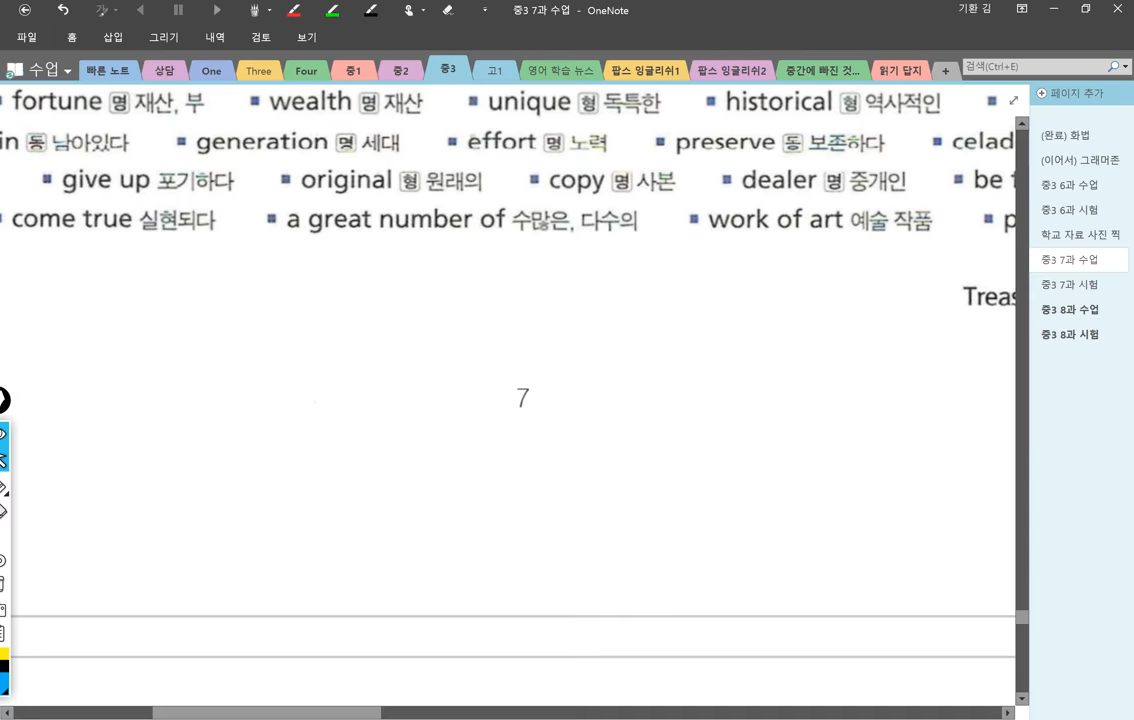 중3 7과 수업 - OneNote
기환 김
파일 홈 삽입 그리기 내역 검토 보기
수업 빠른 노트 상담 One Three Four 중1 중2 중3 고1 영어 학습 뉴스 팝스 잉글리쉬1 팝스 잉글리쉬2 중간에 빠진 것... 읽기 답지 + 검색(Ctrl+E)
페이지 추가
fortune 명 재산, 부 ■ wealth 명 재산 ■ unique 형 독특한 ■ historical 형 역사적인 ■
in 동 남아있다 ■ generation 명 세대 ■ effort 명 노력 ■ preserve 동 보존하다 ■ celad
■ give up 포기하다 ■ original 형 원래의 ■ copy 명 사본 ■ dealer 명 중개인 ■ be
come true 실현되다 ■ a great number of 수많은, 다수의 ■ work of art 예술 작품 ■ p
Treas
7
(완료) 화법
(이어서) 그래머존
중3 6과 수업
중3 6과 시험
학교 자료 사진 찍
중3 7과 수업
중3 7과 시험
중3 8과 수업
중3 8과 시험